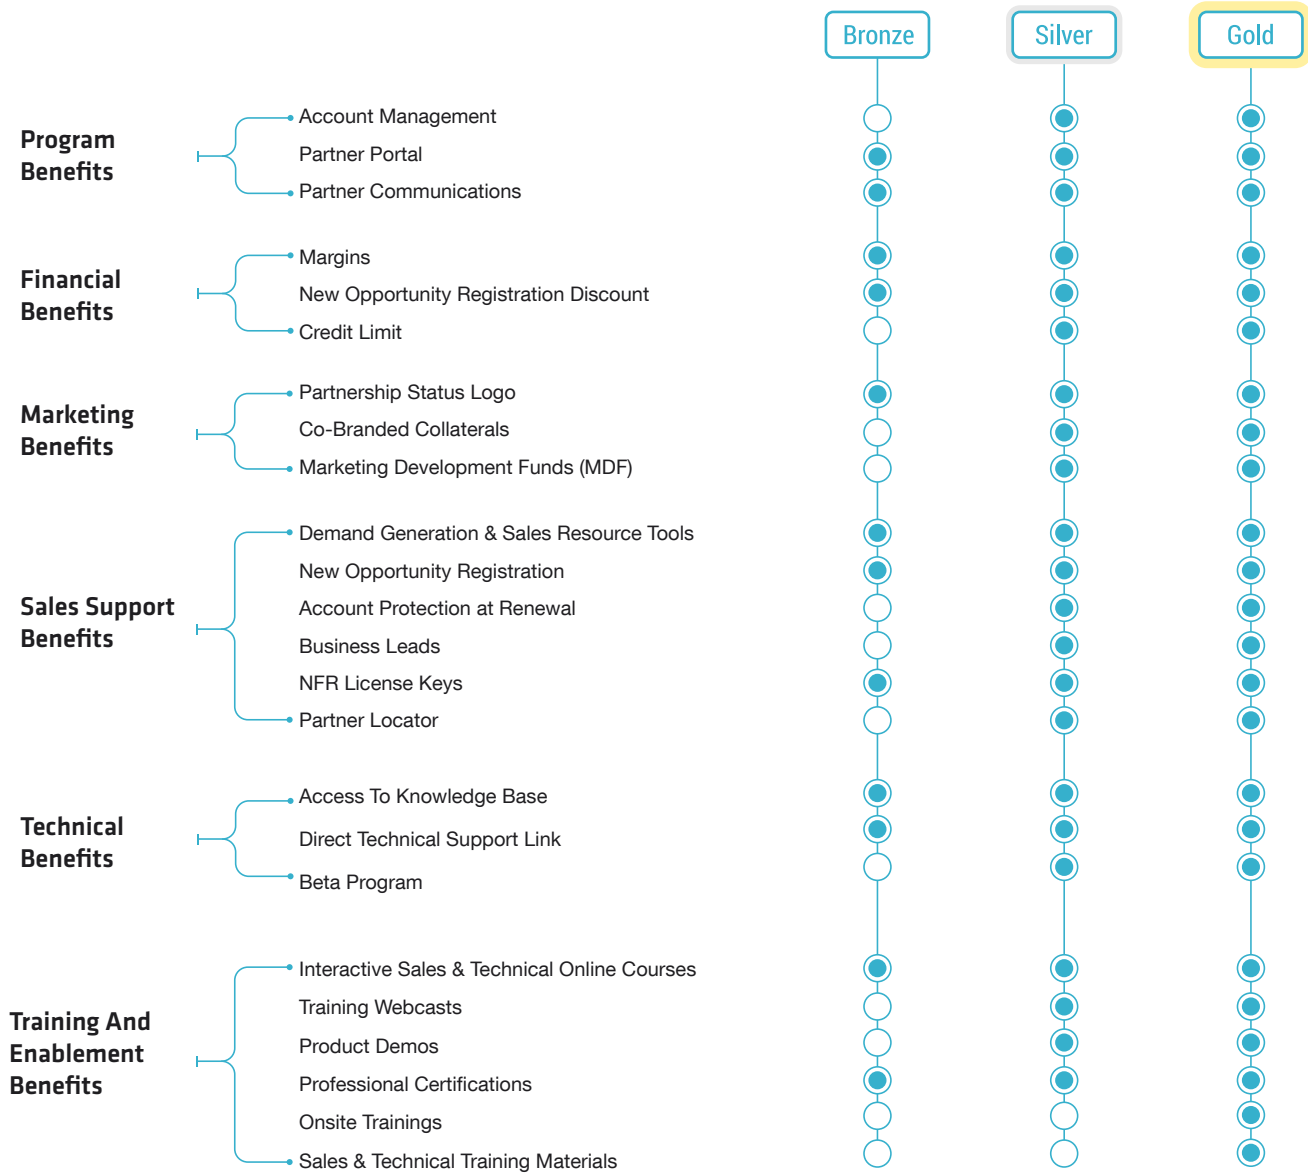 Bronze
Silver
Gold
Program
Benefits
Account Management
Partner Portal
Partner Communications
Financial
Benefits
Margins
New Opportunity Registration Discount
Credit Limit
Marketing
Benefits
Partnership Status Logo
Co-Branded Collaterals
Marketing Development Funds (MDF)
Sales Support
Benefits
Demand Generation & Sales Resource Tools
New Opportunity Registration
Account Protection at Renewal
Business Leads
NFR License Keys
Partner Locator
Technical
Benefits
Access To Knowledge Base
Direct Technical Support Link
Beta Program
Training And
Enablement
Benefits
Interactive Sales & Technical Online Courses
Training Webcasts
Product Demos
Professional Certifications
Onsite Trainings
Sales & Technical Training Materials